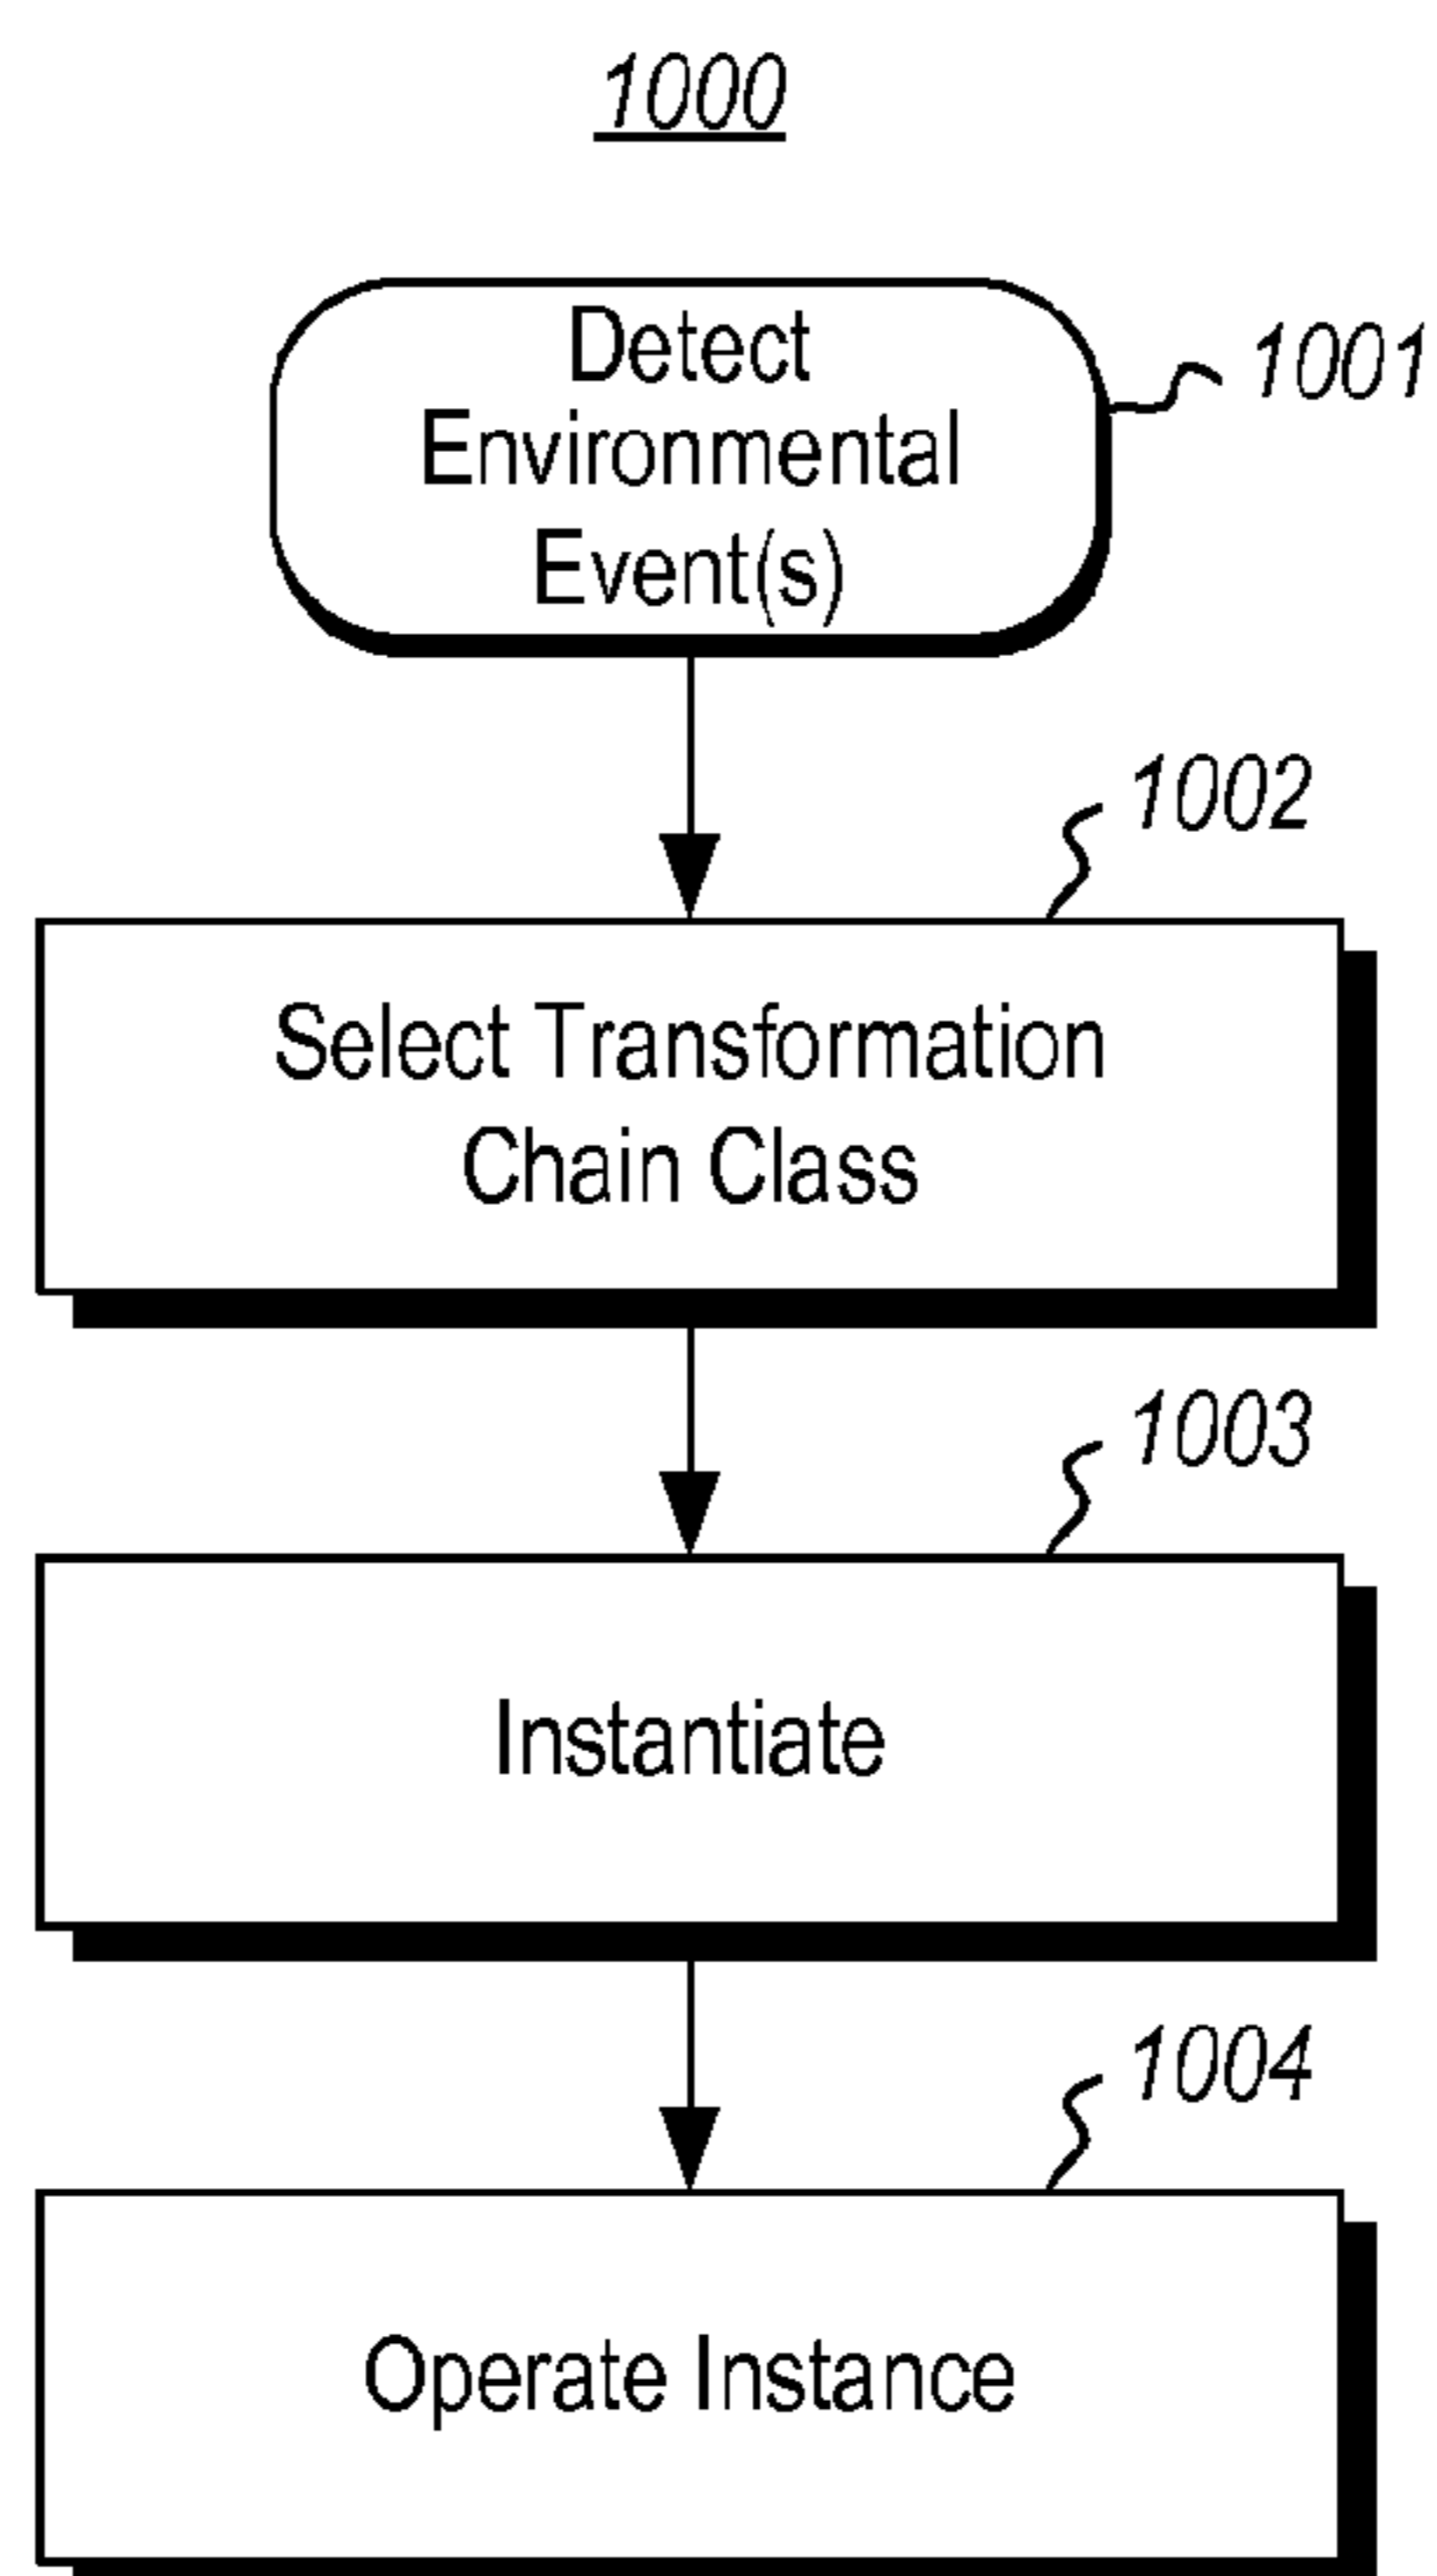 1000
Detect
Environmental
Event(s)
1001
1002
Select Transformation
Chain Class
1003
Instantiate
1004
Operate Instance